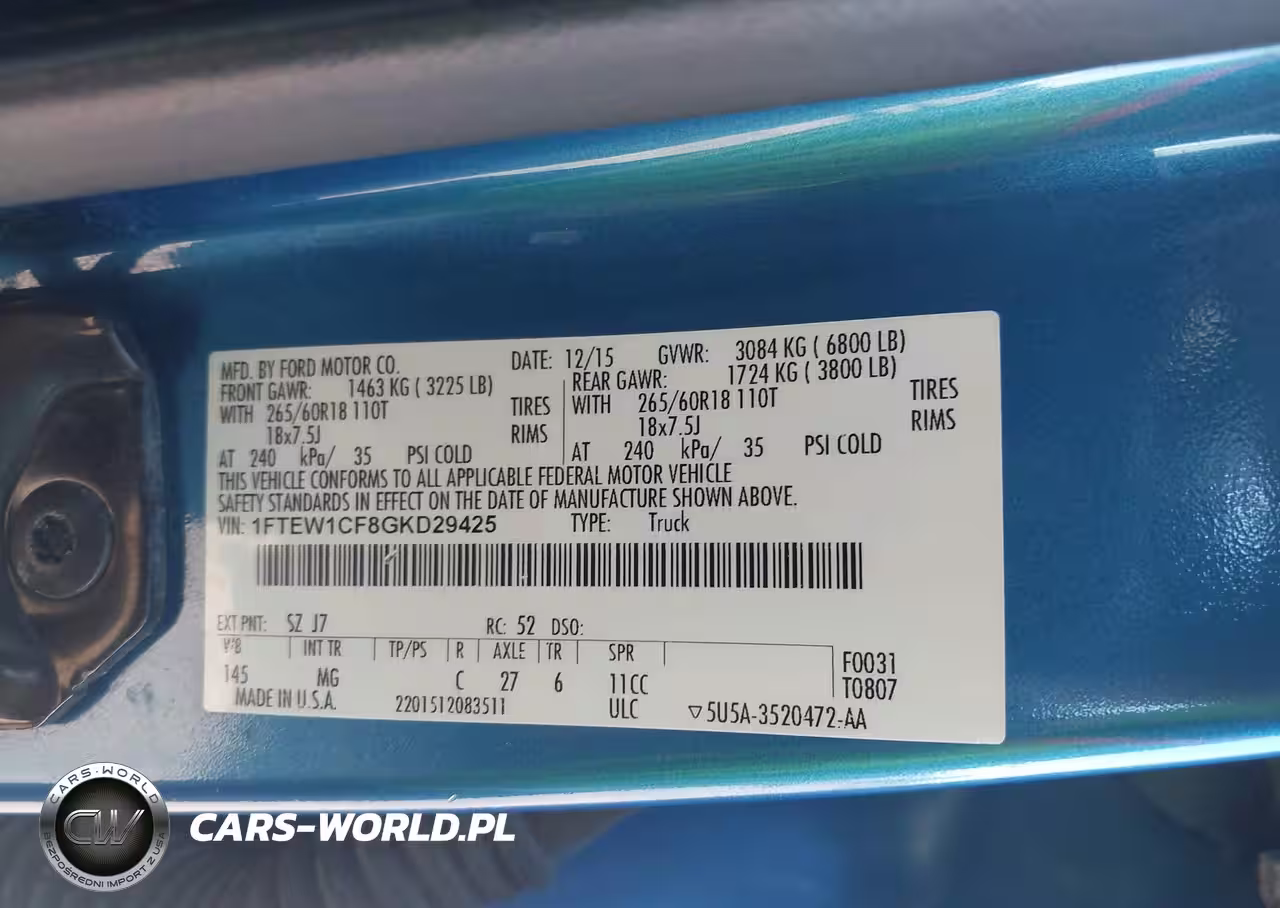 MFD. BY FORD MOTOR CO. DATE: 12/15 GVWR: 3084 KG ( 6800 LB)
FRONT GAWR: 1463 KG ( 3225 LB) REAR GAWR: 1724 KG ( 3800 LB)
WITH 265/60R18 110T TIRES WITH 265/60R18 110T TIRES
18x7.5J RIMS 18x7.5J RIMS
AT 240 kPa/ 35 PSI COLD AT 240 kPa/ 35 PSI COLD
THIS VEHICLE CONFORMS TO ALL APPLICABLE FEDERAL MOTOR VEHICLE
SAFETY STANDARDS IN EFFECT ON THE DATE OF MANUFACTURE SHOWN ABOVE.
VIN: 1FTEW1CF8GKD29425 TYPE: Truck
EXT PNT: SZ J7 RC: 52 DSO:
W/B INT TR TP/PS R AXLE TR SPR F0031
145 MG C 27 6 11CC T0807
MADE IN U.S.A. 2201512083511 ULC ▽5U5A-3520472-AA
CARS-WORLD
CW
BEZPOŚREDNI IMPORT Z USA
CARS-WORLD.PL